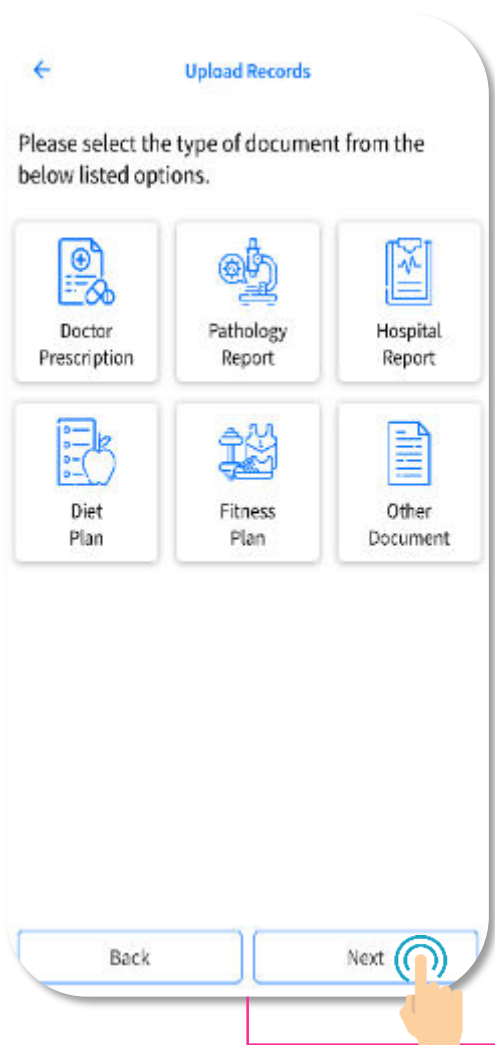 Upload Records
Please select the type of document from the
below listed options.
Doctor
Prescription
Pathology
Report
Hospital
Report
Diet
Plan
Fitness
Plan
Other
Document
Back
Next